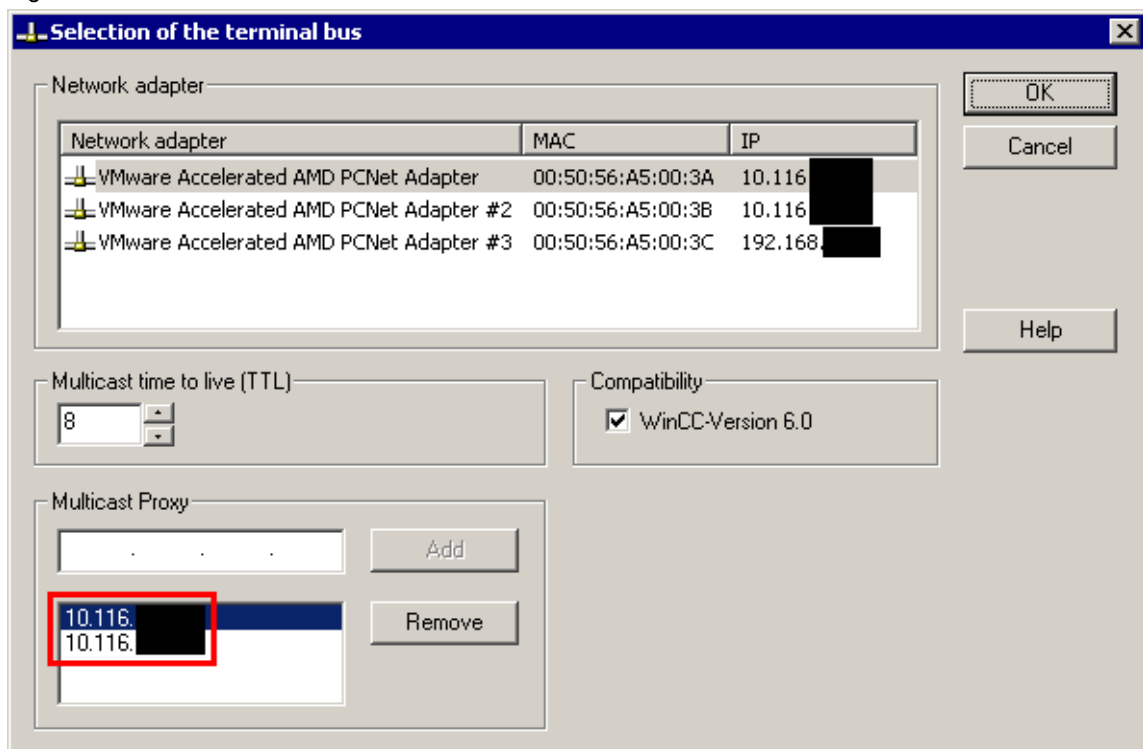 Selection of the terminal bus
Network adapter
OK
Network adapter MAC IP
Cancel
VMware Accelerated AMD PCNet Adapter 00:50:56:A5:00:3A 10.116
VMware Accelerated AMD PCNet Adapter #2 00:50:56:A5:00:3B 10.116
VMware Accelerated AMD PCNet Adapter #3 00:50:56:A5:00:3C 192.168.
Help
Multicast time to live (TTL)
Compatibility
8
WinCC-Version 6.0
Multicast Proxy
. . .
Add
10.116.
Remove
10.116.